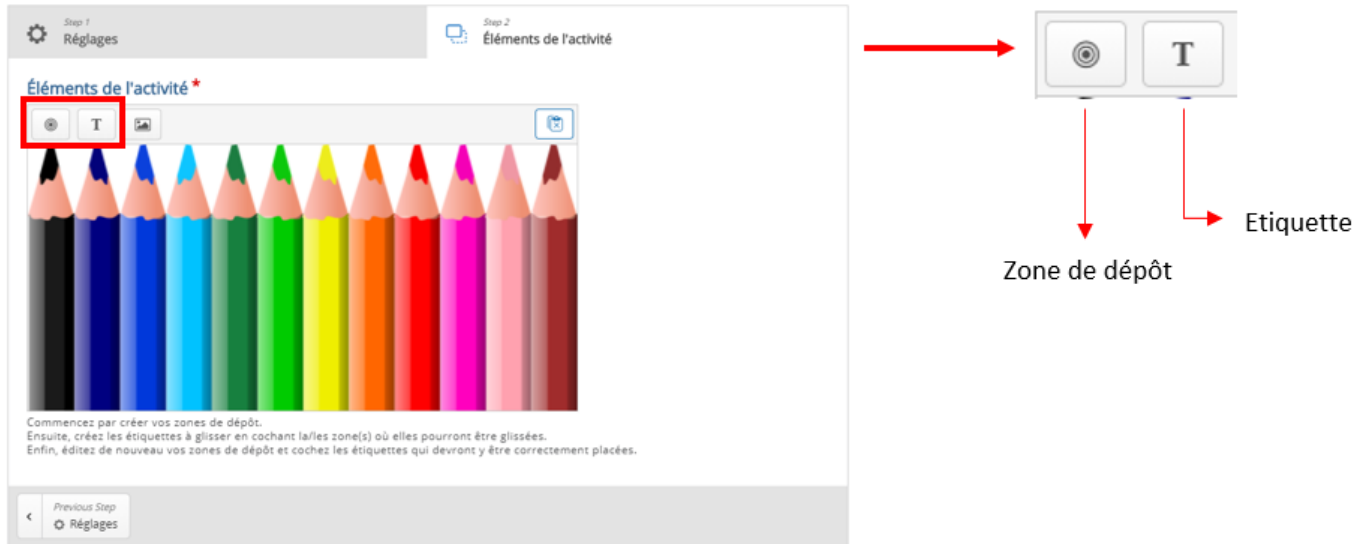 Step 1
Réglages
Step 2
Éléments de l'activité
Éléments de l'activité *
T
T
Etiquette
Zone de dépôt
Commencez par créer vos zones de dépôt.
Ensuite, créez les étiquettes à glisser en cochant la/les zone(s) où elles pourront être glissées.
Enfin, éditez de nouveau vos zones de dépôt et cochez les étiquettes qui devront y être correctement placées.
Previous Step
Réglages